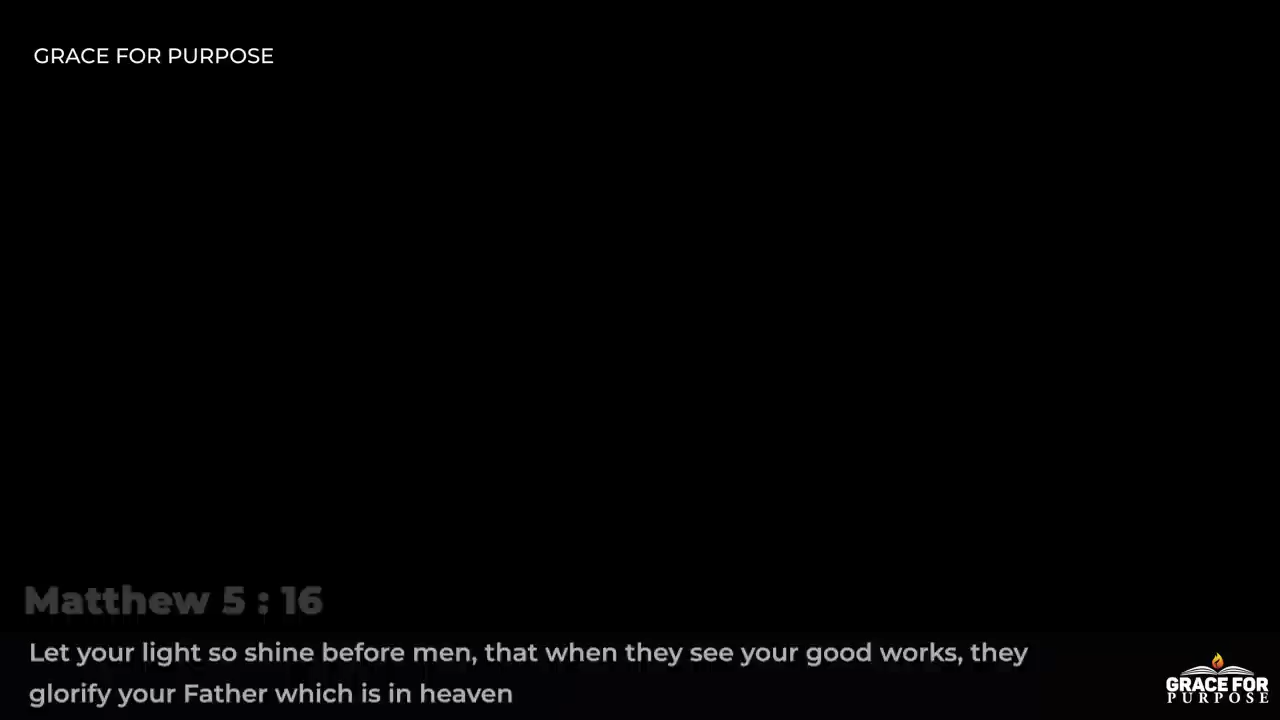 GRACE FOR PURPOSE
Matthew 5 : 16
Let your light so shine before men, that when they see your good works, they
glorify your Father which is in heaven
GRACE FOR
PURPOSE